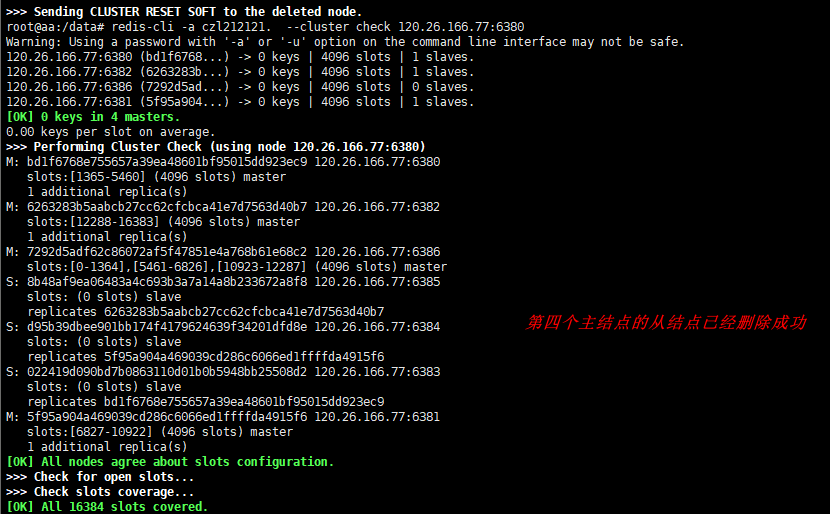 >>> Sending CLUSTER RESET SOFT to the deleted node.
root@aa:/data# redis-cli -a czl212121.  --cluster check 120.26.166.77:6380
Warning: Using a password with '-a' or '-u' option on the command line interface may not be safe.
120.26.166.77:6380 (bd1f6768...) -> 0 keys | 4096 slots | 1 slaves.
120.26.166.77:6382 (6263283b...) -> 0 keys | 4096 slots | 1 slaves.
120.26.166.77:6386 (7292d5ad...) -> 0 keys | 4096 slots | 0 slaves.
120.26.166.77:6381 (5f95a904...) -> 0 keys | 4096 slots | 1 slaves.
[OK] 0 keys in 4 masters.
0.00 keys per slot on average.
>>> Performing Cluster Check (using node 120.26.166.77:6380)
M: bd1f6768e755657a39ea48601bf95015dd923ec9 120.26.166.77:6380
   slots:[1365-5460] (4096 slots) master
   1 additional replica(s)
M: 6263283b5aabcb27cc62cfcbca41e7d7563d40b7 120.26.166.77:6382
   slots:[12288-16383] (4096 slots) master
   1 additional replica(s)
M: 7292d5adf62c86072af5f47851e4a768b61e68c2 120.26.166.77:6386
   slots:[0-1364],[5461-6826],[10923-12287] (4096 slots) master
S: 8b48af9ea06483a4c693b3a7a14a8b233672a8f8 120.26.166.77:6385
   slots: (0 slots) slave
   replicates 6263283b5aabcb27cc62cfcbca41e7d7563d40b7
S: d95b39dbee901bb174f4179624639f34201dfd8e 120.26.166.77:6384
   slots: (0 slots) slave
   replicates 5f95a904a469039cd286c6066ed1ffffda4915f6
S: 022419d090bd7b0863110d01b0b5948bb25508d2 120.26.166.77:6383
   slots: (0 slots) slave
   replicates bd1f6768e755657a39ea48601bf95015dd923ec9
M: 5f95a904a469039cd286c6066ed1ffffda4915f6 120.26.166.77:6381
   slots:[6827-10922] (4096 slots) master
   1 additional replica(s)
[OK] All nodes agree about slots configuration.
>>> Check for open slots...
>>> Check slots coverage...
[OK] All 16384 slots covered.
第四个主结点的从结点已经删除成功